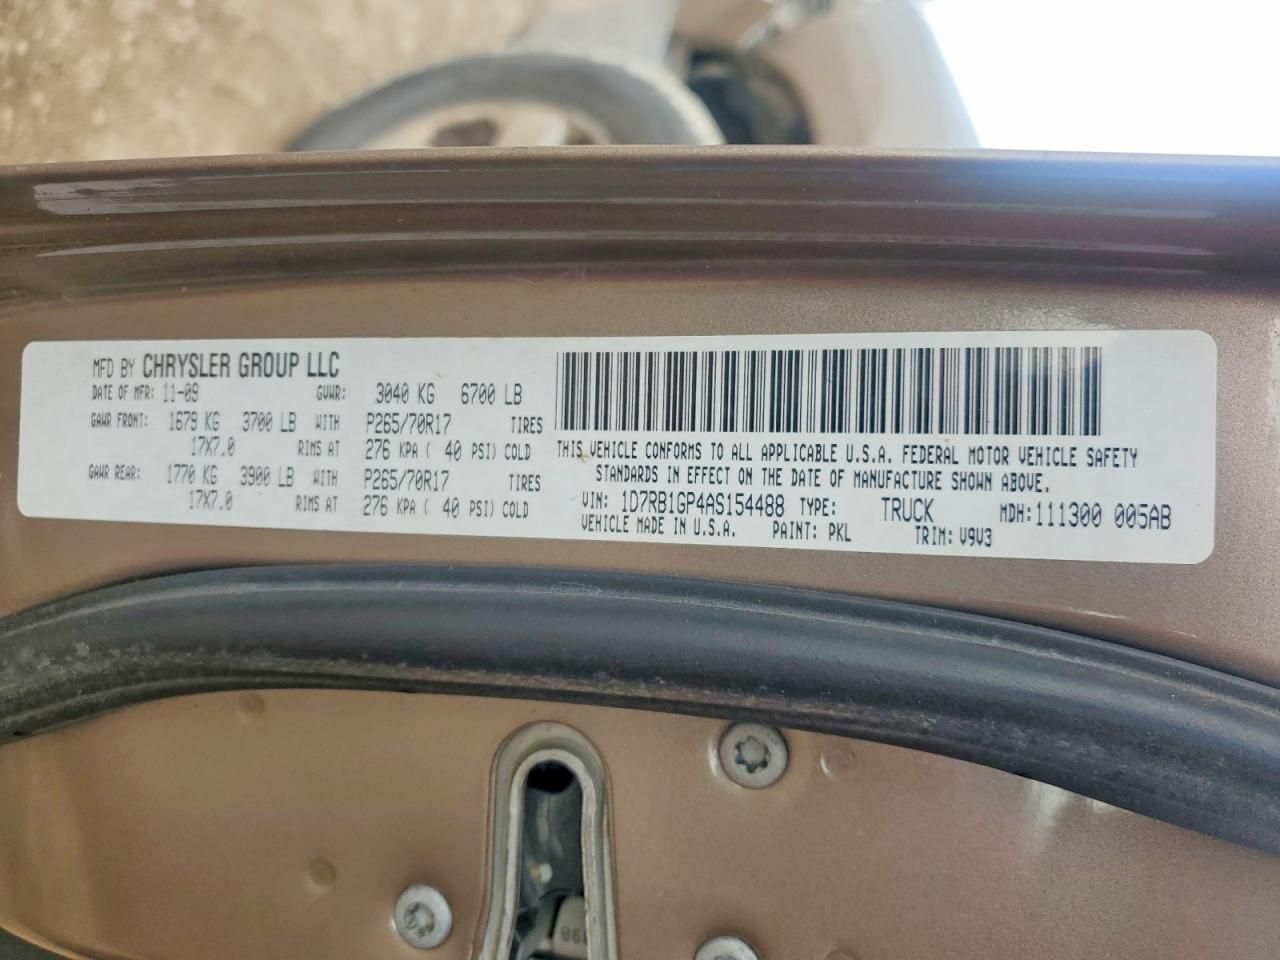 MFD BY CHRYSLER GROUP LLC
DATE OF MFR: 11-09 GVWR: 3040 KG 6700 LB
GAWR FRONT: 1679 KG 3700 LB WITH P265/70R17 TIRES
17X7.0 RIMS AT 276 KPA ( 40 PSI) COLD
GAWR REAR: 1770 KG 3900 LB WITH P265/70R17 TIRES
17X7.0 RIMS AT 276 KPA ( 40 PSI) COLD
THIS VEHICLE CONFORMS TO ALL APPLICABLE U.S.A. FEDERAL MOTOR VEHICLE SAFETY
STANDARDS IN EFFECT ON THE DATE OF MANUFACTURE SHOWN ABOVE.
VIN: 1D7RB1GP4AS154488 TYPE: TRUCK MDH:111300 005AB
VEHICLE MADE IN U.S.A. PAINT: PKL TRIM: V9V3